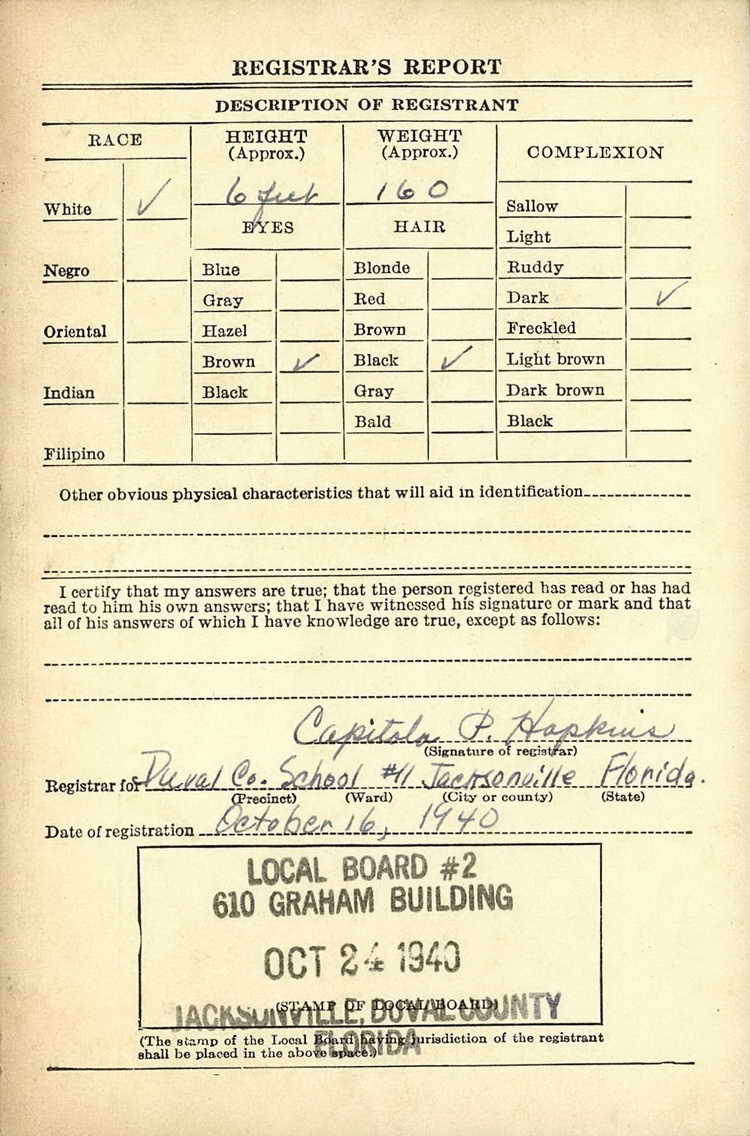 REGISTRAR'S REPORT
DESCRIPTION OF REGISTRANT
RACE HEIGHT (Approx.) WEIGHT (Approx.) COMPLEXION
White ✓ 6 feet 160 Sallow
EYES HAIR Light
Negro Blue Blonde Ruddy
Gray Red Dark ✓
Oriental Hazel Brown Freckled
Brown ✓ Black ✓ Light brown
Indian Black Gray Dark brown
Bald Black
Filipino
Other obvious physical characteristics that will aid in identification
I certify that my answers are true; that the person registered has read or has had
read to him his own answers; that I have witnessed his signature or mark and that
all of his answers of which I have knowledge are true, except as follows:
Capitola P. Hopkins
(Signature of registrar)
Registrar for Duval Co. School #11 Jacksonville Florida.
(Precinct) (Ward) (City or county) (State)
Date of registration October 16, 1940
LOCAL BOARD #2
610 GRAHAM BUILDING
OCT 24 1940
(STAMP OF LOCAL BOARD)
JACKSONVILLE, DUVAL COUNTY
FLORIDA
(The stamp of the Local Board having jurisdiction of the registrant
shall be placed in the above space.)